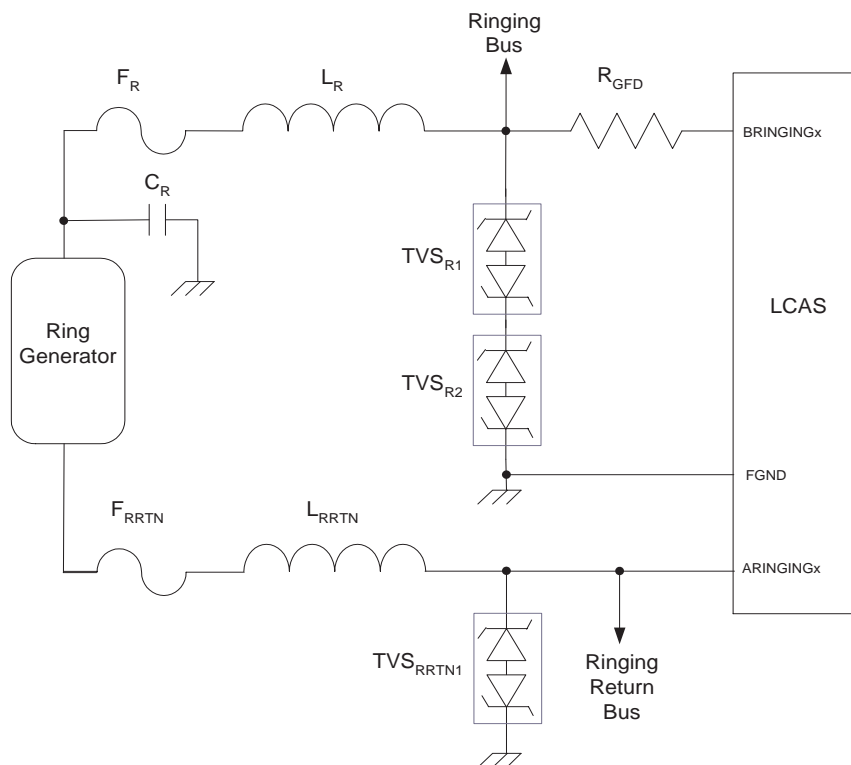 Ringing
Bus
F_R
L_R
R_GFD
BRINGINGx
C_R
TVS_R1
LCAS
Ring
Generator
TVS_R2
FGND
F_RRTN
L_RRTN
ARINGINGx
TVS_RRTN1
Ringing
Return
Bus